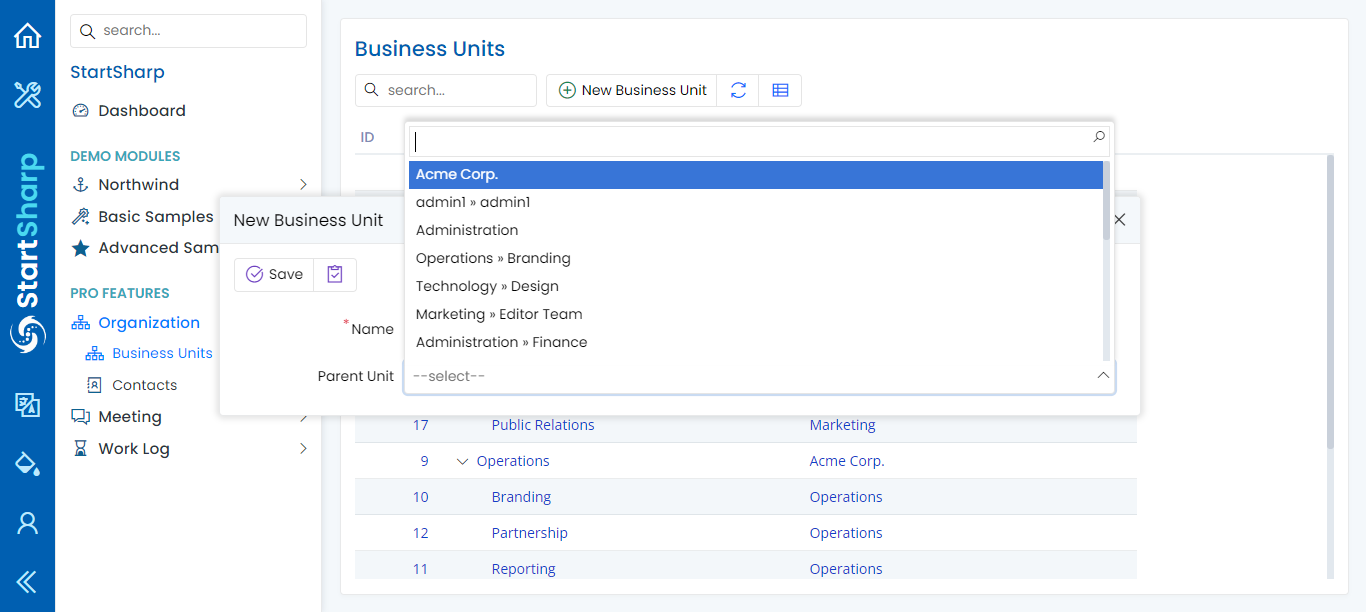 StartSharp
search...
StartSharp
Dashboard
DEMO MODULES
Northwind
Basic Samples
Advanced Sam
PRO FEATURES
Organization
Business Units
Contacts
Meeting
Work Log
Business Units
search...
New Business Unit
ID
New Business Unit
Save
Acme Corp.
admin1 » admin1
Administration
Operations » Branding
Technology » Design
Marketing » Editor Team
Administration » Finance
*Name
Parent Unit --select--
17 Public Relations Marketing
9 Operations Acme Corp.
10 Branding Operations
12 Partnership Operations
11 Reporting Operations